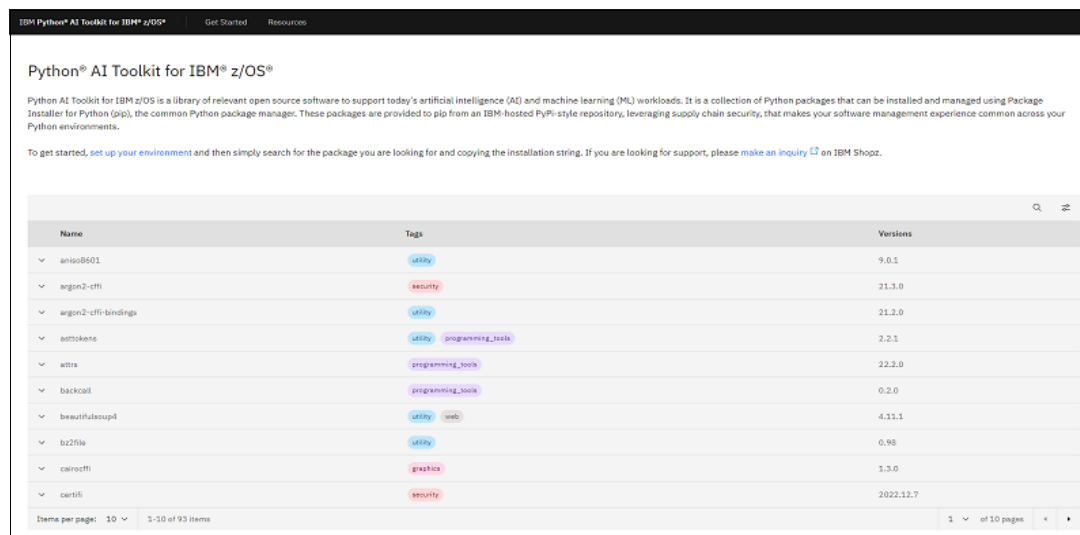 IBM Python® AI Toolkit for IBM® z/OS® Get Started Resources
Python® AI Toolkit for IBM® z/OS®
Python AI Toolkit for IBM z/OS is a library of relevant open source software to support today's artificial intelligence (AI) and machine learning (ML) workloads. It is a collection of Python packages that can be installed and managed using Package
Installer for Python (pip), the common Python package manager. These packages are provided to pip from an IBM-hosted PyPi-style repository, leveraging supply chain security, that makes your software management experience common across your
Python environments.
To get started, set up your environment and then simply search for the package you are looking for and copying the installation string. If you are looking for support, please make an inquiry on IBM Shopz.
Name Tags Versions
aniso8601 utility 9.0.1
argon2-cffi security 21.3.0
argon2-cffi-bindings utility 21.2.0
asttokens utility programming_tools 2.2.1
attrs programming_tools 22.2.0
backcall programming_tools 0.2.0
beautifulsoup4 utility web 4.11.1
bz2file utility 0.98
cairocffi graphics 1.3.0
certifi security 2022.12.7
Items per page: 10 1-10 of 93 items 1 of 10 pages